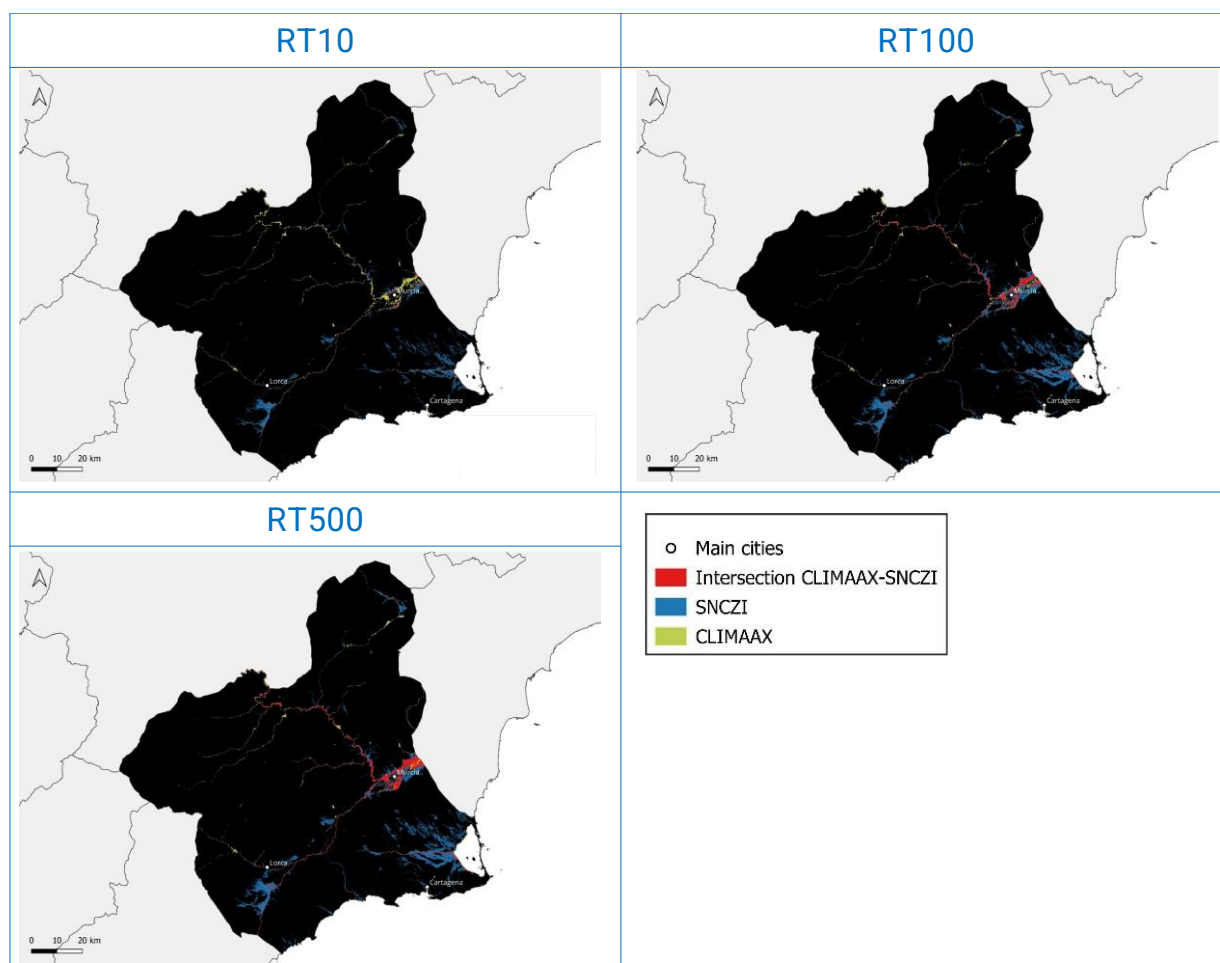 RT10
RT100
Murcia
Lorca
Cartagena
0 10 20 km
Murcia
Lorca
Cartagena
0 10 20 km
RT500
Murcia
Lorca
Cartagena
0 10 20 km
Main cities
Intersection CLIMAAX-SNCZI
SNCZI
CLIMAAX